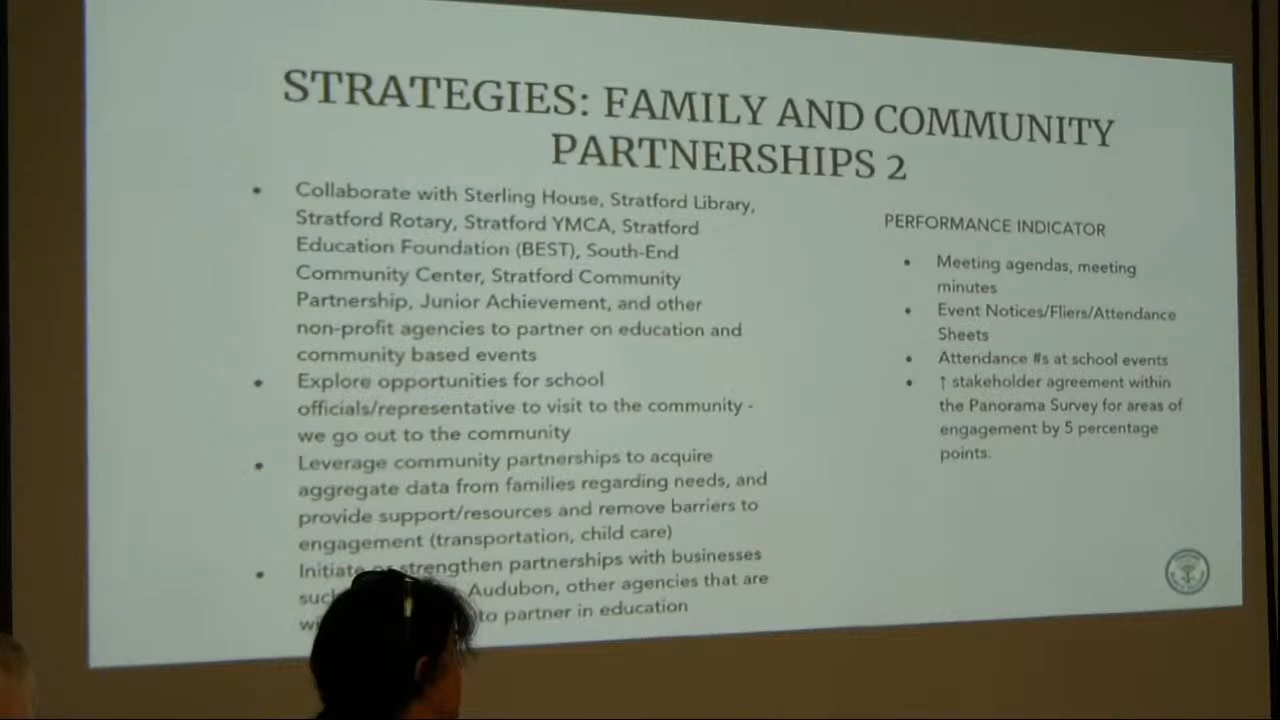 STRATEGIES: FAMILY AND COMMUNITY
PARTNERSHIPS 2
• Collaborate with Sterling House, Stratford Library,
Stratford Rotary, Stratford YMCA, Stratford
Education Foundation (BEST), South-End
Community Center, Stratford Community
Partnership, Junior Achievement, and other
non-profit agencies to partner on education and
community based events
• Explore opportunities for school
officials/representative to visit to the community -
we go out to the community
• Leverage community partnerships to acquire
aggregate data from families regarding needs, and
provide support/resources and remove barriers to
engagement (transportation, child care)
• Initiate or strengthen partnerships with businesses
Audubon, other agencies that are
to partner in education
PERFORMANCE INDICATOR
• Meeting agendas, meeting
minutes
• Event Notices/Fliers/Attendance
Sheets
• Attendance #s at school events
• ↑ stakeholder agreement within
the Panorama Survey for areas of
engagement by 5 percentage
points.